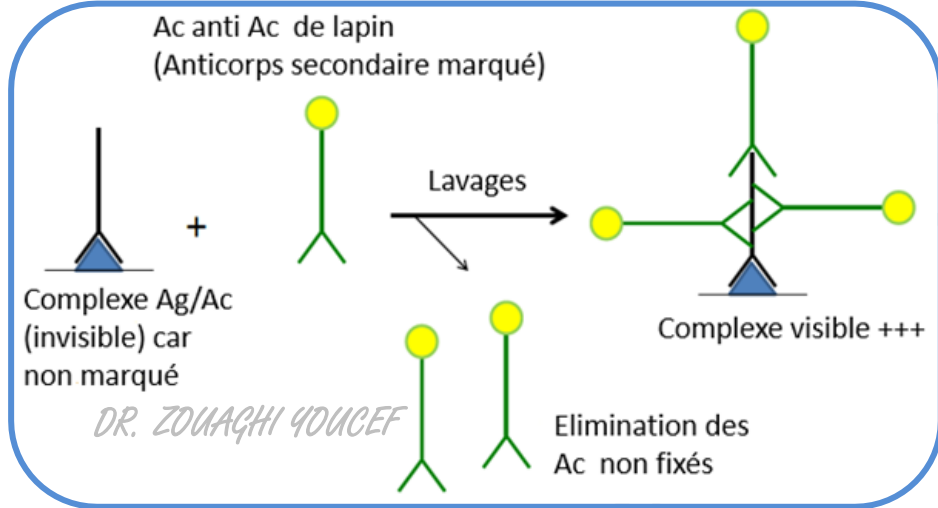 Ac anti Ac de lapin
(Anticorps secondaire marqué)
Lavages
+
Complexe Ag/Ac
(invisible) car
non marqué
Complexe visible +++
DR. ZOUAGHI YOUCEF
Elimination des
Ac non fixés